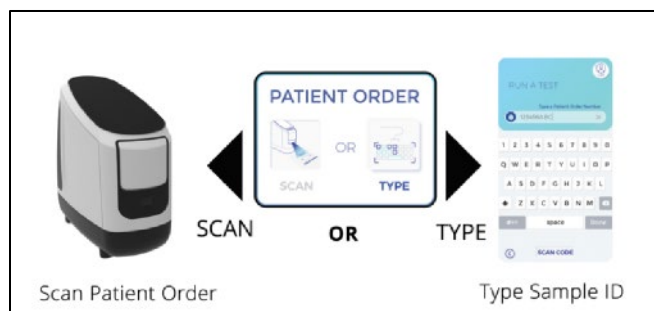 PATIENT ORDER
SCAN
OR
TYPE
SCAN
OR
TYPE
Scan Patient Order
RUN A TEST
1 2 3 4 5 6 7 8 9 0
Q W E R T Y U I O P
A S D F G H J K L
Z X C V B N M
space
SCAN CODE
Type Sample ID